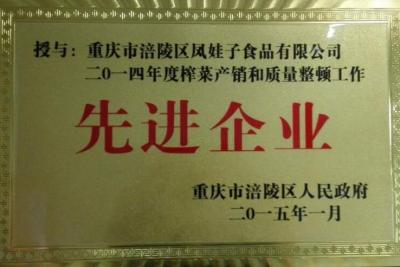 授与：重庆市涪陵区凤娃子食品有限公司
二〇一四年度榨菜产销和质量整顿工作
先进企业
重庆市涪陵区人民政府
二〇一五年一月